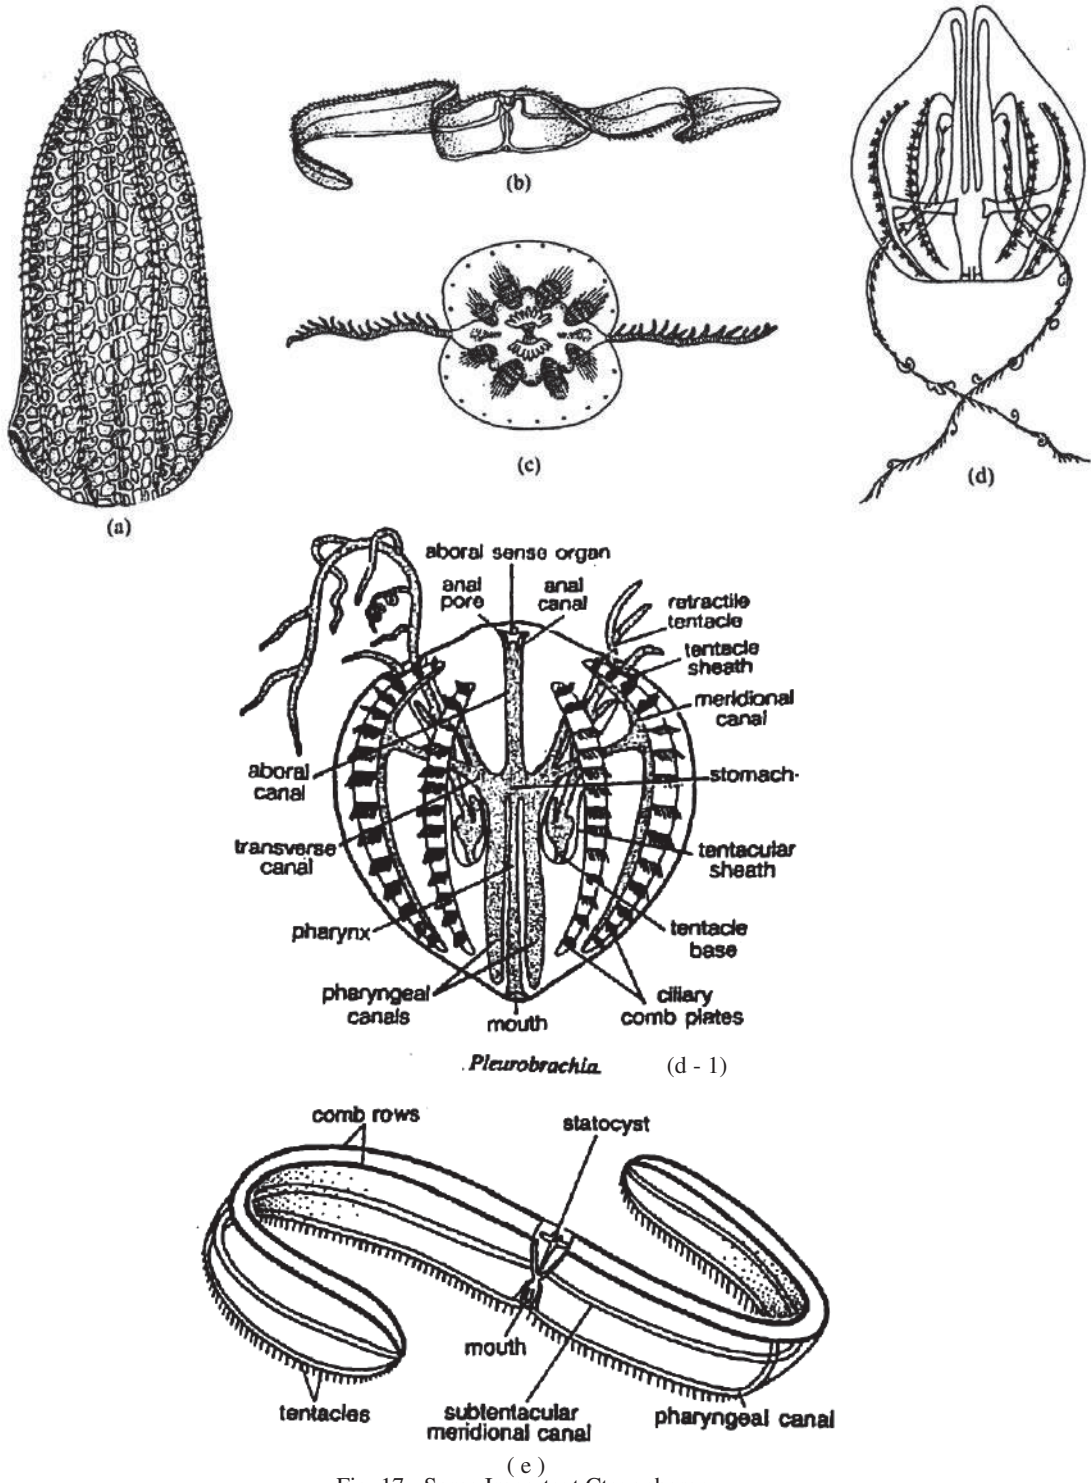 (a)
(b)
(c)
(d)
aboral sense organ
anal
pore
anal
canal
retractile
tentacle
tentacle
sheath
meridional
canal
aboral
canal
stomach
transverse
canal
tentacular
sheath
pharynx
tentacle
base
pharyngeal
canals
mouth
ciliary
comb plates
Pleurobrachia
(d - 1)
comb rows
statocyst
mouth
tentacles
subtentacular
meridional canal
pharyngeal canal
( e )